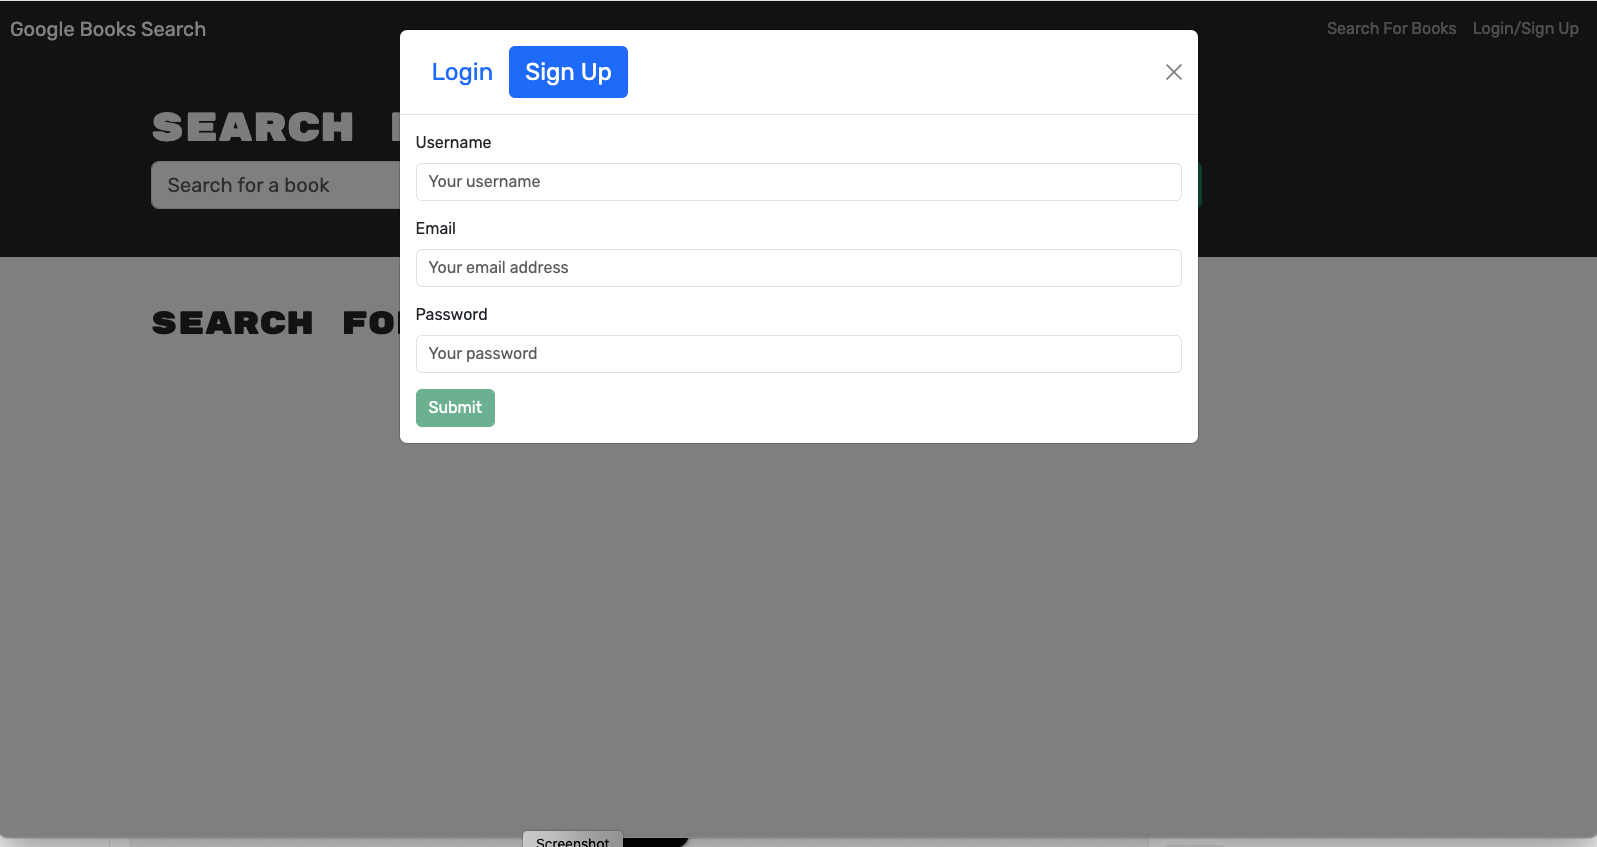 Google Books Search
Search For Books
Login/Sign Up
Login
Sign Up
SEARCH
Search for a book
Username
Your username
Email
Your email address
SEARCH
Password
Your password
Submit
Screenshot